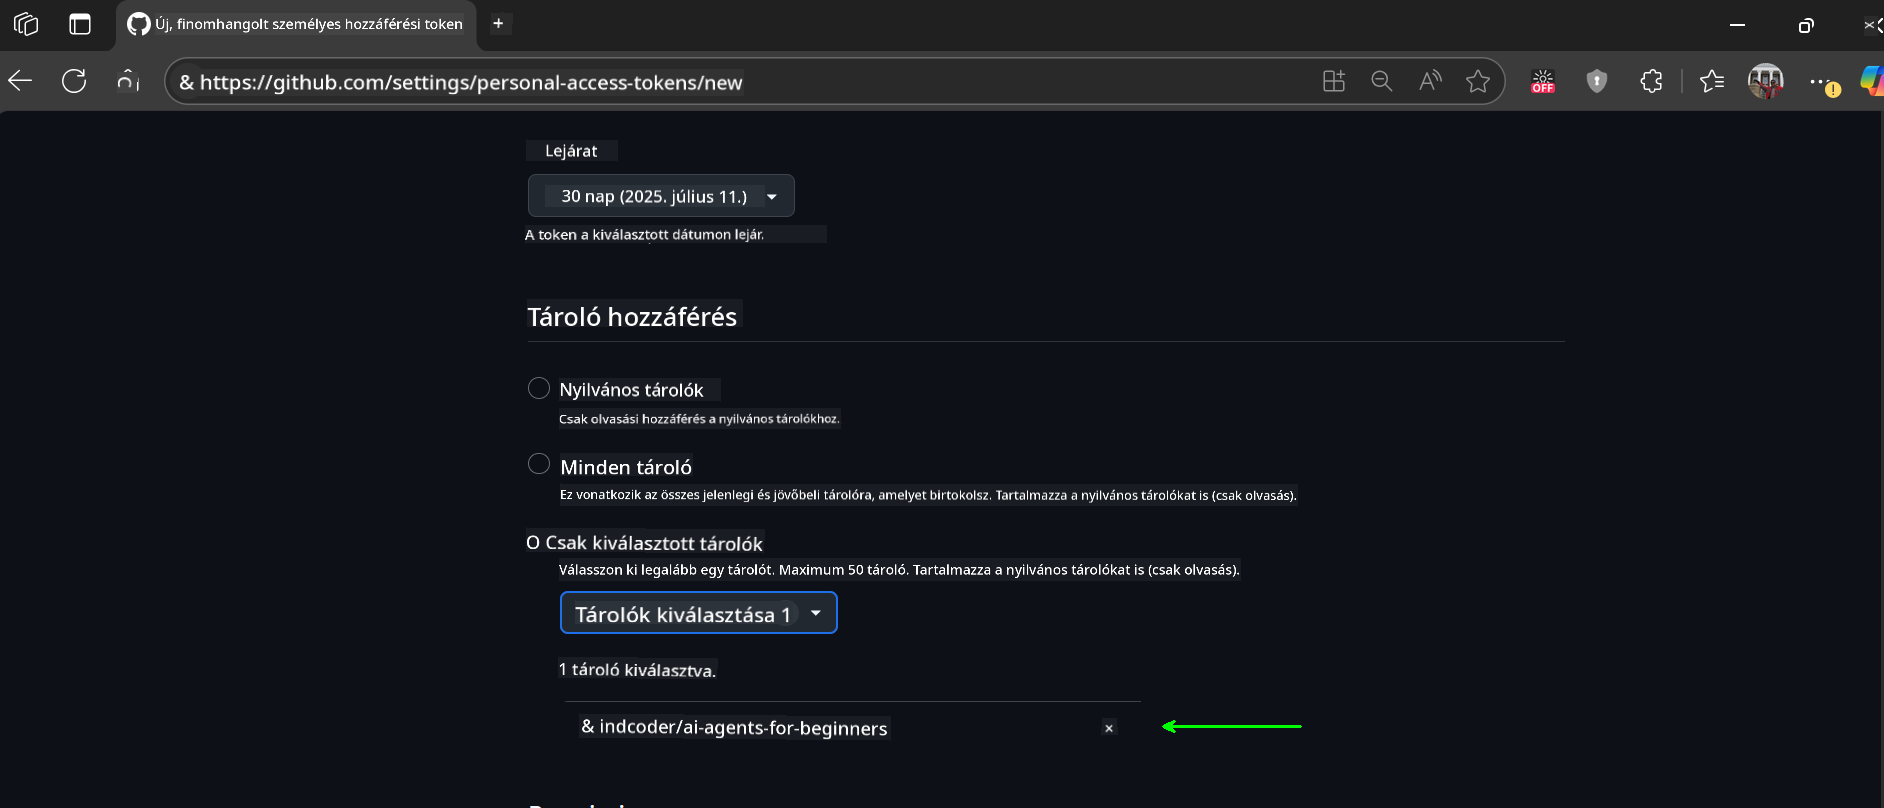 Új, finomhangolt személyes hozzáférési token
& https://github.com/settings/personal-access-tokens/new
OFF
Lejárat
30 nap (2025. július 11.)
A token a kiválasztott dátumon lejár.
Tároló hozzáférés
Nyilvános tárolók
Csak olvasási hozzáférés a nyilvános tárolókhoz.
Minden tároló
Ez vonatkozik az összes jelenlegi és jövőbeli tárolóra, amelyet birtokolsz. Tartalmazza a nyilvános tárolókat is (csak olvasás).
O Csak kiválasztott tárolók
Válasszon ki legalább egy tárolót. Maximum 50 tároló. Tartalmazza a nyilvános tárolókat is (csak olvasás).
Tárolók kiválasztása 1
1 tároló kiválasztva.
& indcoder/ai-agents-for-beginners